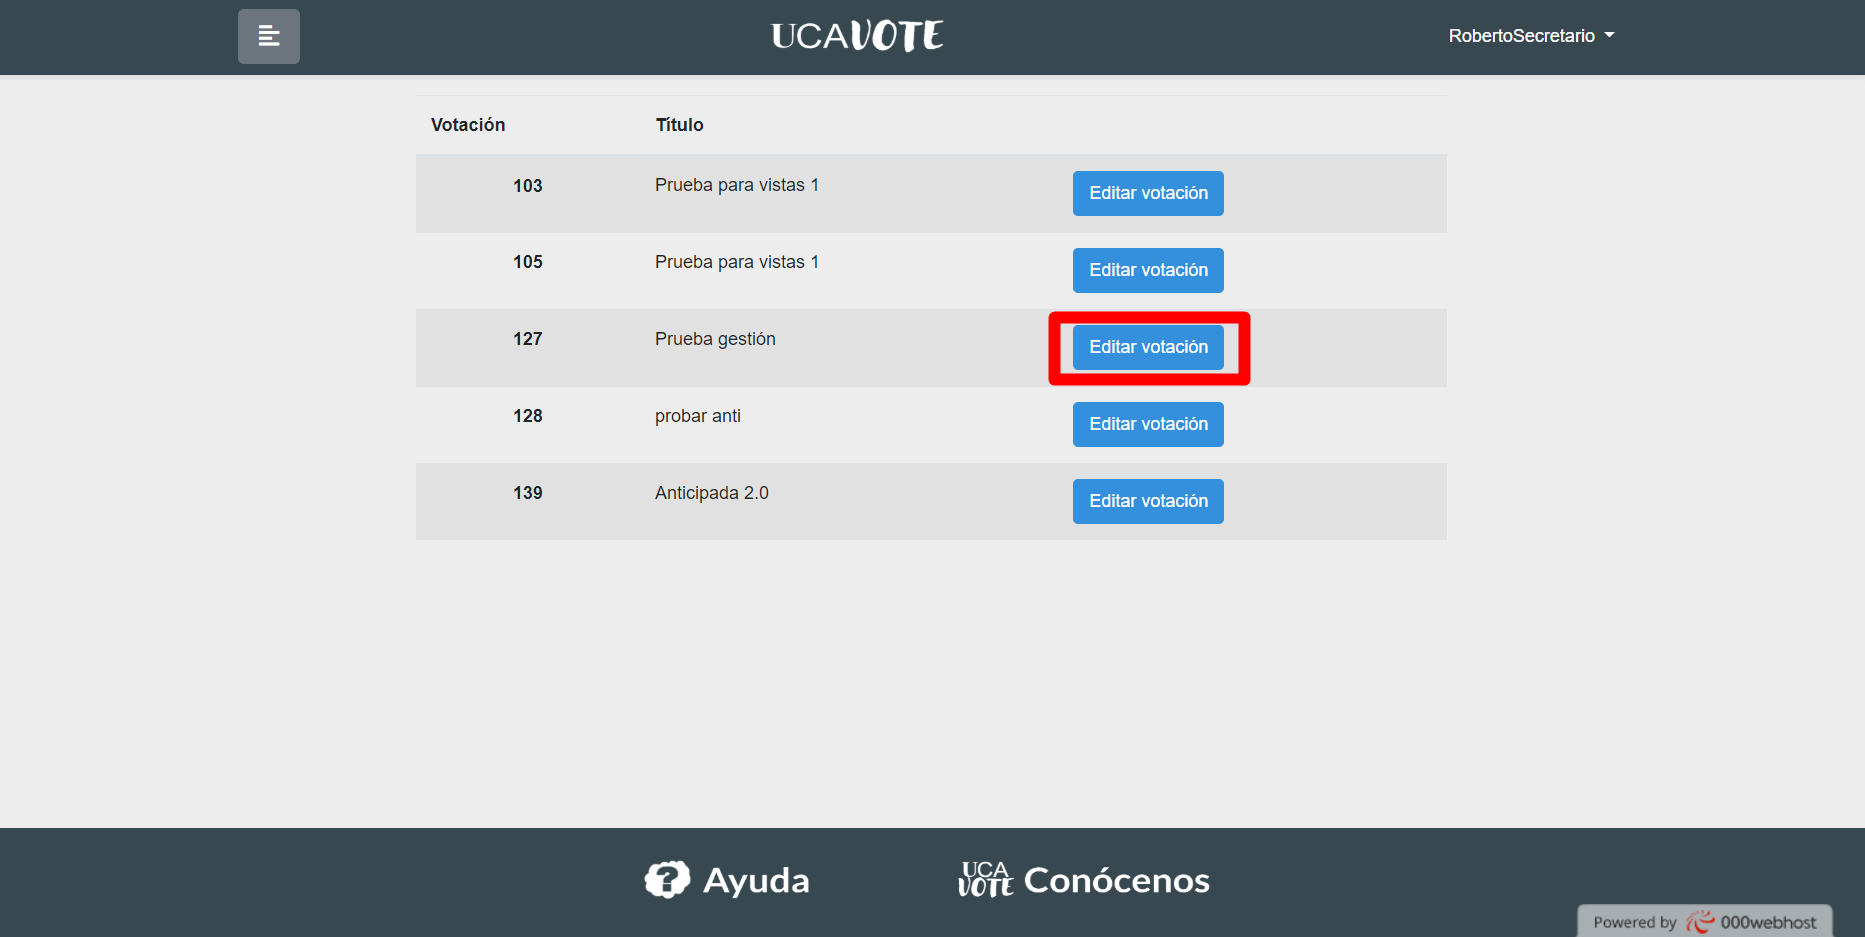 UCAVOTE
RobertoSecretario
Votación Título
103 Prueba para vistas 1 Editar votación
105 Prueba para vistas 1 Editar votación
127 Prueba gestión Editar votación
128 probar anti Editar votación
139 Anticipada 2.0 Editar votación
? Ayuda
UCA VOTE Conócenos
Powered by 000webhost